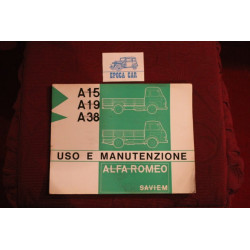 EPOCA CAR
A15
A19
A38
USO E MANUTENZIONE
ALFA ROMEO
SAVIEM